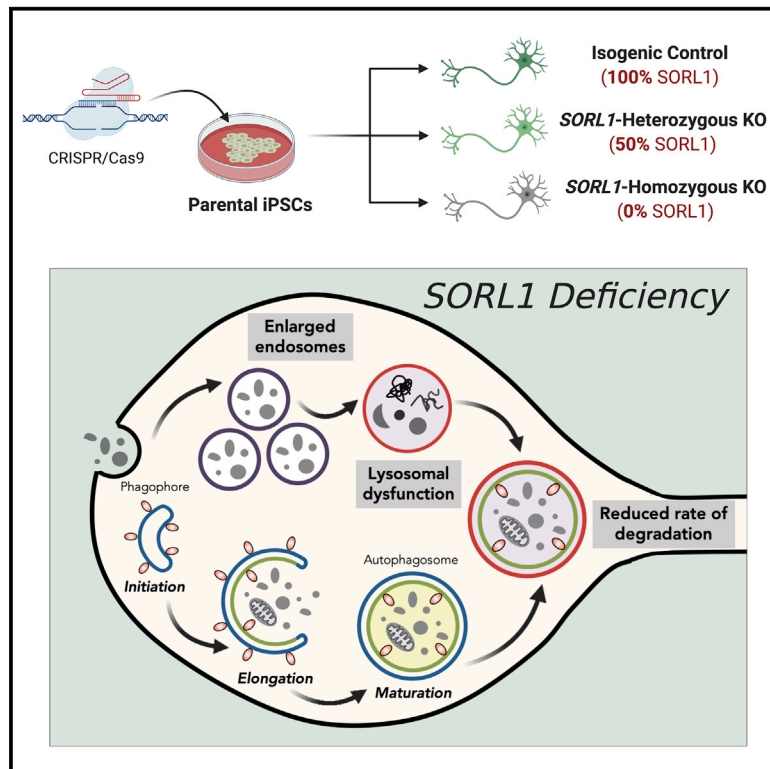 CRISPR/Cas9
Parental iPSCs
Isogenic Control
(100% SORL1)
SORL1-Heterozygous KO
(50% SORL1)
SORL1-Homozygous KO
(0% SORL1)
SORL1 Deficiency
Enlarged
endosomes
Lysosomal
dysfunction
Reduced rate of
degradation
Phagophore
Initiation
Elongation
Autophagosome
Maturation